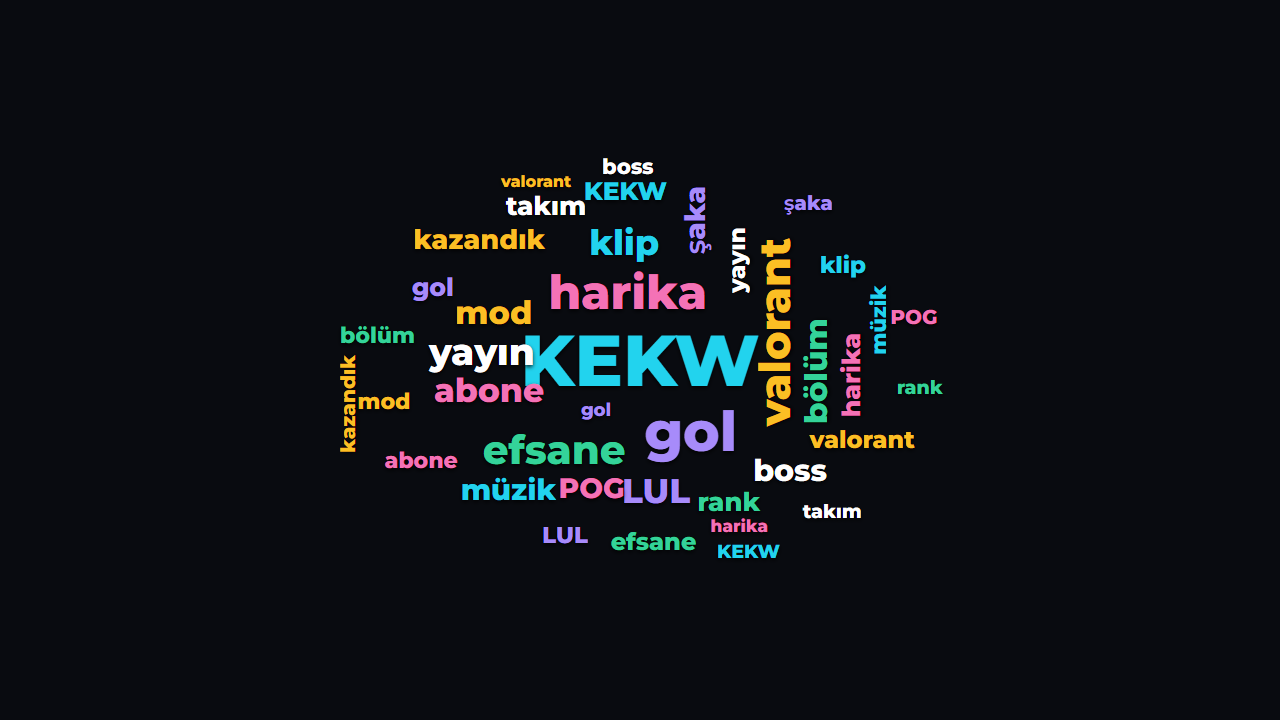 boss
valorant
KEKW
takım
şaka
şaka
kazandık
klip
yayın
klip
gol
harika
valorant
müzik
mod
POG
bölüm
yayın
KEKW
bölüm
harika
kazandık
abone
rank
mod
gol
gol
valorant
efsane
abone
boss
müzik
POG
LUL
rank
takım
harika
LUL
efsane
KEKW